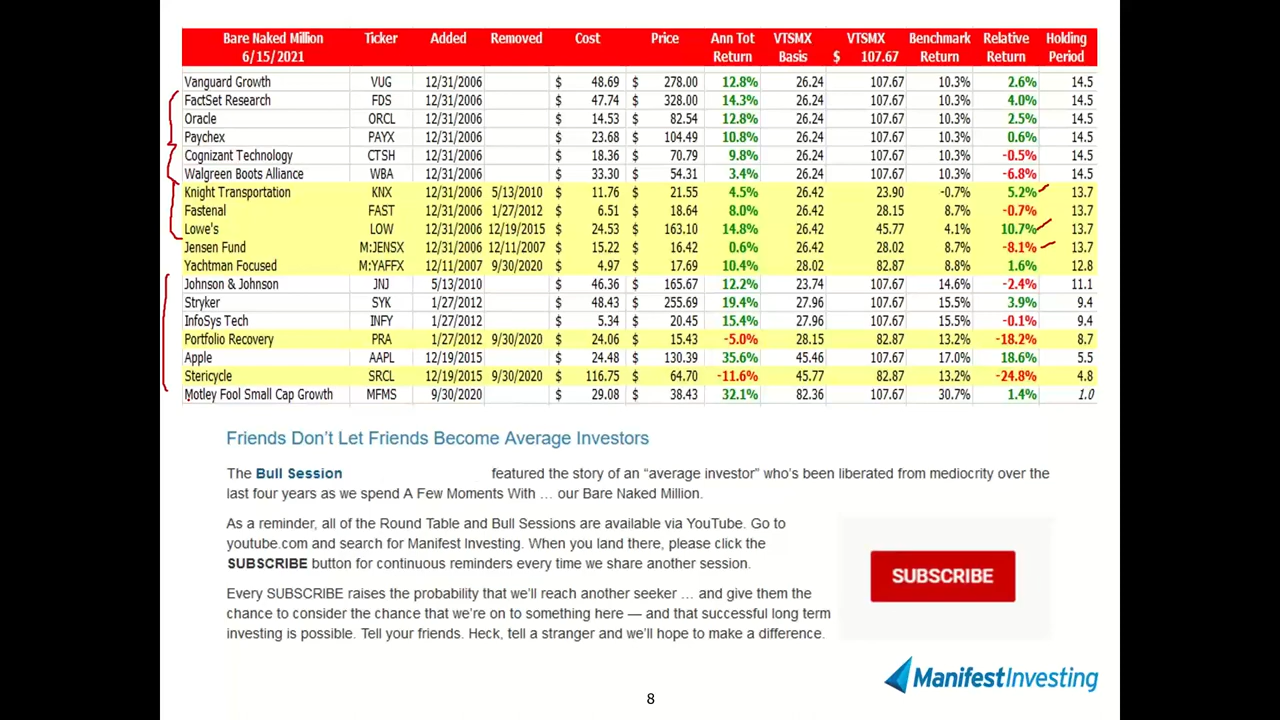 Bare Naked Million Ticker Added Removed Cost Price Ann Tot VTSMX VTSMX Benchmark Relative Holding
6/15/2021 Return Basis $ 107.67 Return Return Period
Vanguard Growth VUG 12/31/2006 $ 48.69 $ 278.00 12.8% 26.24 107.67 10.3% 2.6% 14.5
FactSet Research FDS 12/31/2006 $ 47.74 $ 328.00 14.3% 26.24 107.67 10.3% 4.0% 14.5
Oracle ORCL 12/31/2006 $ 14.53 $ 82.54 12.8% 26.24 107.67 10.3% 2.5% 14.5
Paychex PAYX 12/31/2006 $ 23.68 $ 104.49 10.8% 26.24 107.67 10.3% 0.6% 14.5
Cognizant Technology CTSH 12/31/2006 $ 18.36 $ 70.79 9.8% 26.24 107.67 10.3% -0.5% 14.5
Walgreen Boots Alliance WBA 12/31/2006 $ 33.30 $ 54.31 3.4% 26.24 107.67 10.3% -6.8% 14.5
Knight Transportation KNX 12/31/2006 5/13/2010 $ 11.76 $ 21.55 4.5% 26.42 23.90 -0.7% 5.2% 13.7
Fastenal FAST 12/31/2006 1/27/2012 $ 6.51 $ 18.64 8.0% 26.42 28.15 8.7% -0.7% 13.7
Lowe's LOW 12/31/2006 12/19/2015 $ 24.53 $ 163.10 14.8% 26.42 45.77 4.1% 10.7% 13.7
Jensen Fund M:JENSX 12/31/2006 12/11/2007 $ 15.22 $ 16.42 0.6% 26.42 28.02 8.7% -8.1% 13.7
Yachtman Focused M:YAFFX 12/11/2007 9/30/2020 $ 4.97 $ 17.69 10.4% 28.02 82.87 8.8% 1.6% 12.8
Johnson & Johnson JNJ 5/13/2010 $ 46.36 $ 165.67 12.2% 23.74 107.67 14.6% -2.4% 11.1
Stryker SYK 1/27/2012 $ 48.43 $ 255.69 19.4% 27.96 107.67 15.5% 3.9% 9.4
InfoSys Tech INFY 1/27/2012 $ 5.34 $ 20.45 15.4% 27.96 107.67 15.5% -0.1% 9.4
Portfolio Recovery PRA 1/27/2012 9/30/2020 $ 24.06 $ 15.43 -5.0% 28.15 82.87 13.2% -18.2% 8.7
Apple AAPL 12/19/2015 $ 24.48 $ 130.39 35.6% 45.46 107.67 17.0% 18.6% 5.5
Stericycle SRCL 12/19/2015 9/30/2020 $ 116.75 $ 64.70 -11.6% 45.77 82.87 13.2% -24.8% 4.8
Motley Fool Small Cap Growth MFMS 9/30/2020 $ 29.08 $ 38.43 32.1% 82.36 107.67 30.7% 1.4% 1.0
Friends Don't Let Friends Become Average Investors
The Bull Session featured the story of an “average investor” who's been liberated from mediocrity over the
last four years as we spend A Few Moments With … our Bare Naked Million.
As a reminder, all of the Round Table and Bull Sessions are available via YouTube. Go to
youtube.com and search for Manifest Investing. When you land there, please click the
SUBSCRIBE button for continuous reminders every time we share another session.
Every SUBSCRIBE raises the probability that we'll reach another seeker … and give them the
chance to consider the chance that we're on to something here — and that successful long term
investing is possible. Tell your friends. Heck, tell a stranger and we'll hope to make a difference.
SUBSCRIBE
ManifestInvesting
8